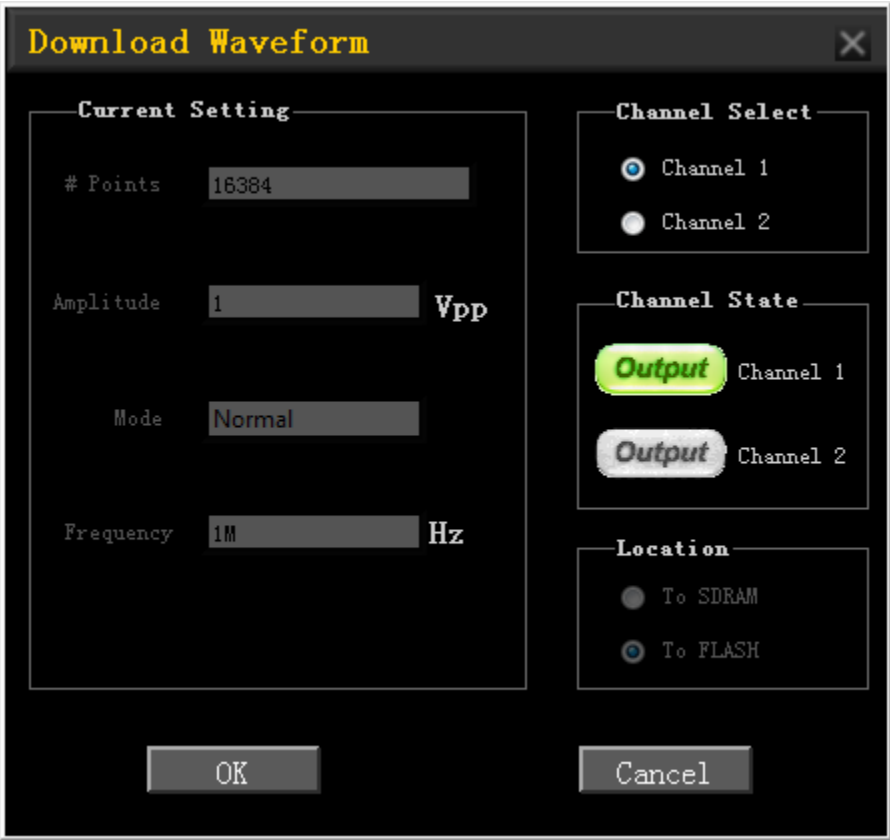 Download Waveform
Current Setting
# Points 16384
Amplitude 1 Vpp
Mode Normal
Frequency 1M Hz
Channel Select
Channel 1
Channel 2
Channel State
Output Channel 1
Output Channel 2
Location
To SDRAM
To FLASH
OK
Cancel